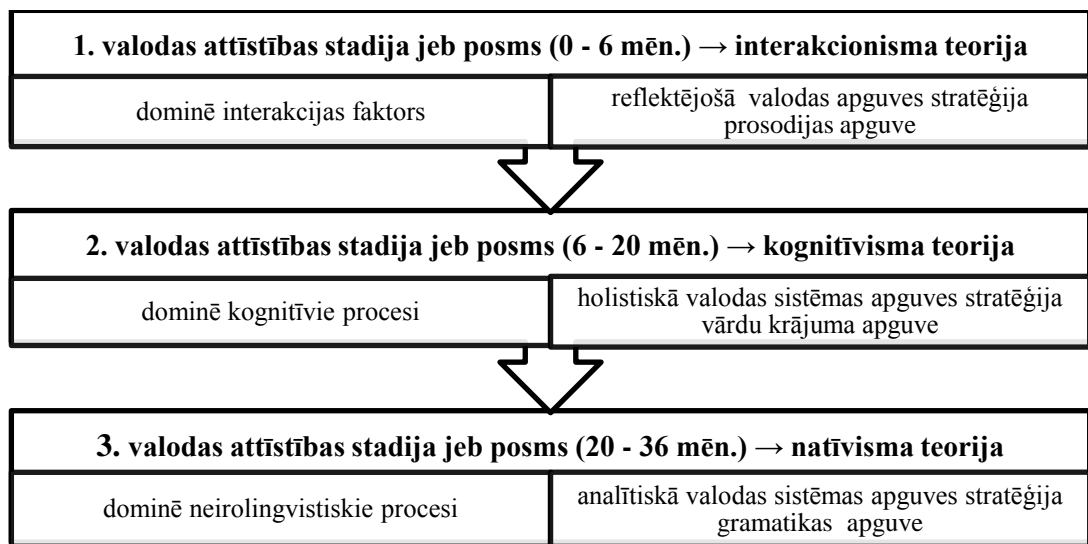 1. valodas attīstības stadija jeb posms (0 - 6 mēn.) → interakcionisma teorija
dominē interakcijas faktors
reflektējošā valodas apguves stratēģija
prosodijas apguve
2. valodas attīstības stadija jeb posms (6 - 20 mēn.) → kognitīvisma teorija
dominē kognitīvie procesi
holistiskā valodas sistēmas apguves stratēģija
vārdu krājuma apguve
3. valodas attīstības stadija jeb posms (20 - 36 mēn.) → natīvisma teorija
dominē neirolingvistiskie procesi
analītiskā valodas sistēmas apguves stratēģija
gramatikas apguve